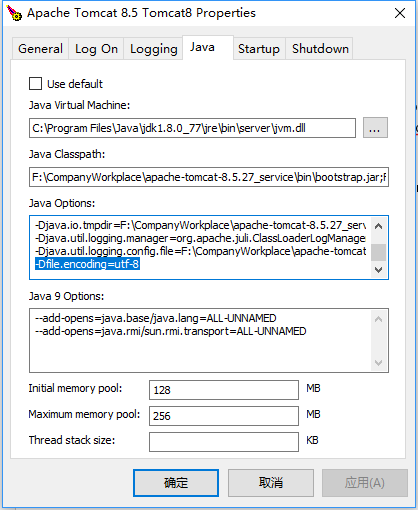 Apache Tomcat 8.5 Tomcat8 Properties
General
Log On
Logging
Java
Startup
Shutdown
Use default
Java Virtual Machine:
C:\Program Files\Java\jdk1.8.0_77\jre\bin\server\jvm.dll
...
Java Classpath:
F:\CompanyWorkplace\apache-tomcat-8.5.27_service\bin\bootstrap.jar;F
Java Options:
-Djava.io.tmpdir=F:\CompanyWorkplace\apache-tomcat-8.5.27_serv
-Djava.util.logging.manager=org.apache.juli.ClassLoaderLogManage
-Djava.util.logging.config.file=F:\CompanyWorkplace\apache-tomcat
-Dfile.encoding=utf-8
Java 9 Options:
--add-opens=java.base/java.lang=ALL-UNNAMED
--add-opens=java.rmi/sun.rmi.transport=ALL-UNNAMED
Initial memory pool: 128 MB
Maximum memory pool: 256 MB
Thread stack size: KB
确定
取消
应用(A)